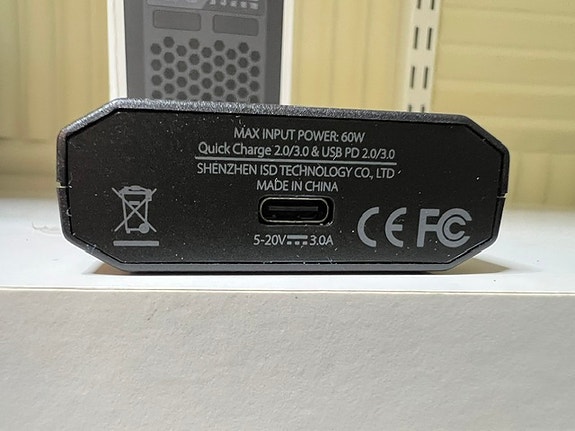 MAX INPUT POWER: 60W
Quick Charge 2.0/3.0 & USB PD 2.0/3.0
SHENZHEN ISD TECHNOLOGY CO., LTD
MADE IN CHINA
5-20V⎓3.0A
CE FC